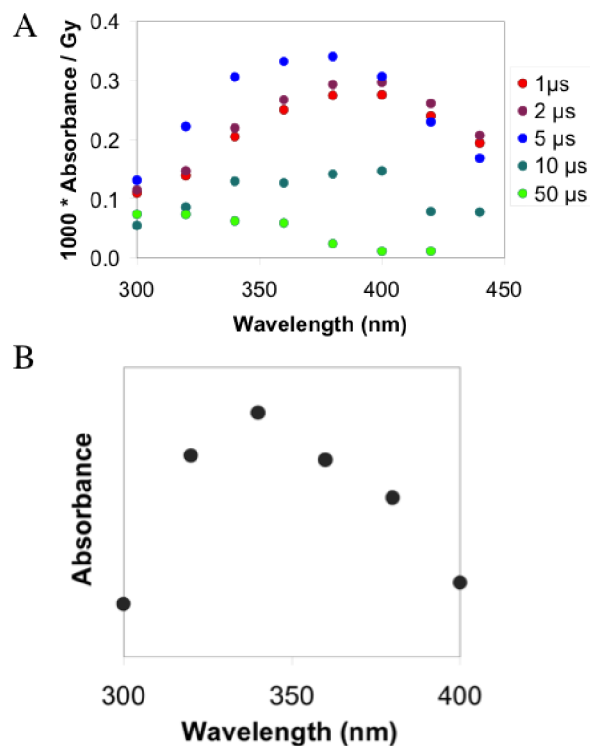 A
1000 * Absorbance / Gy
0.4
0.3
0.2
0.1
0.0
300
350
400
450
Wavelength (nm)
1µs
2 µs
5 µs
10 µs
50 µs
B
Absorbance
300
350
400
Wavelength (nm)